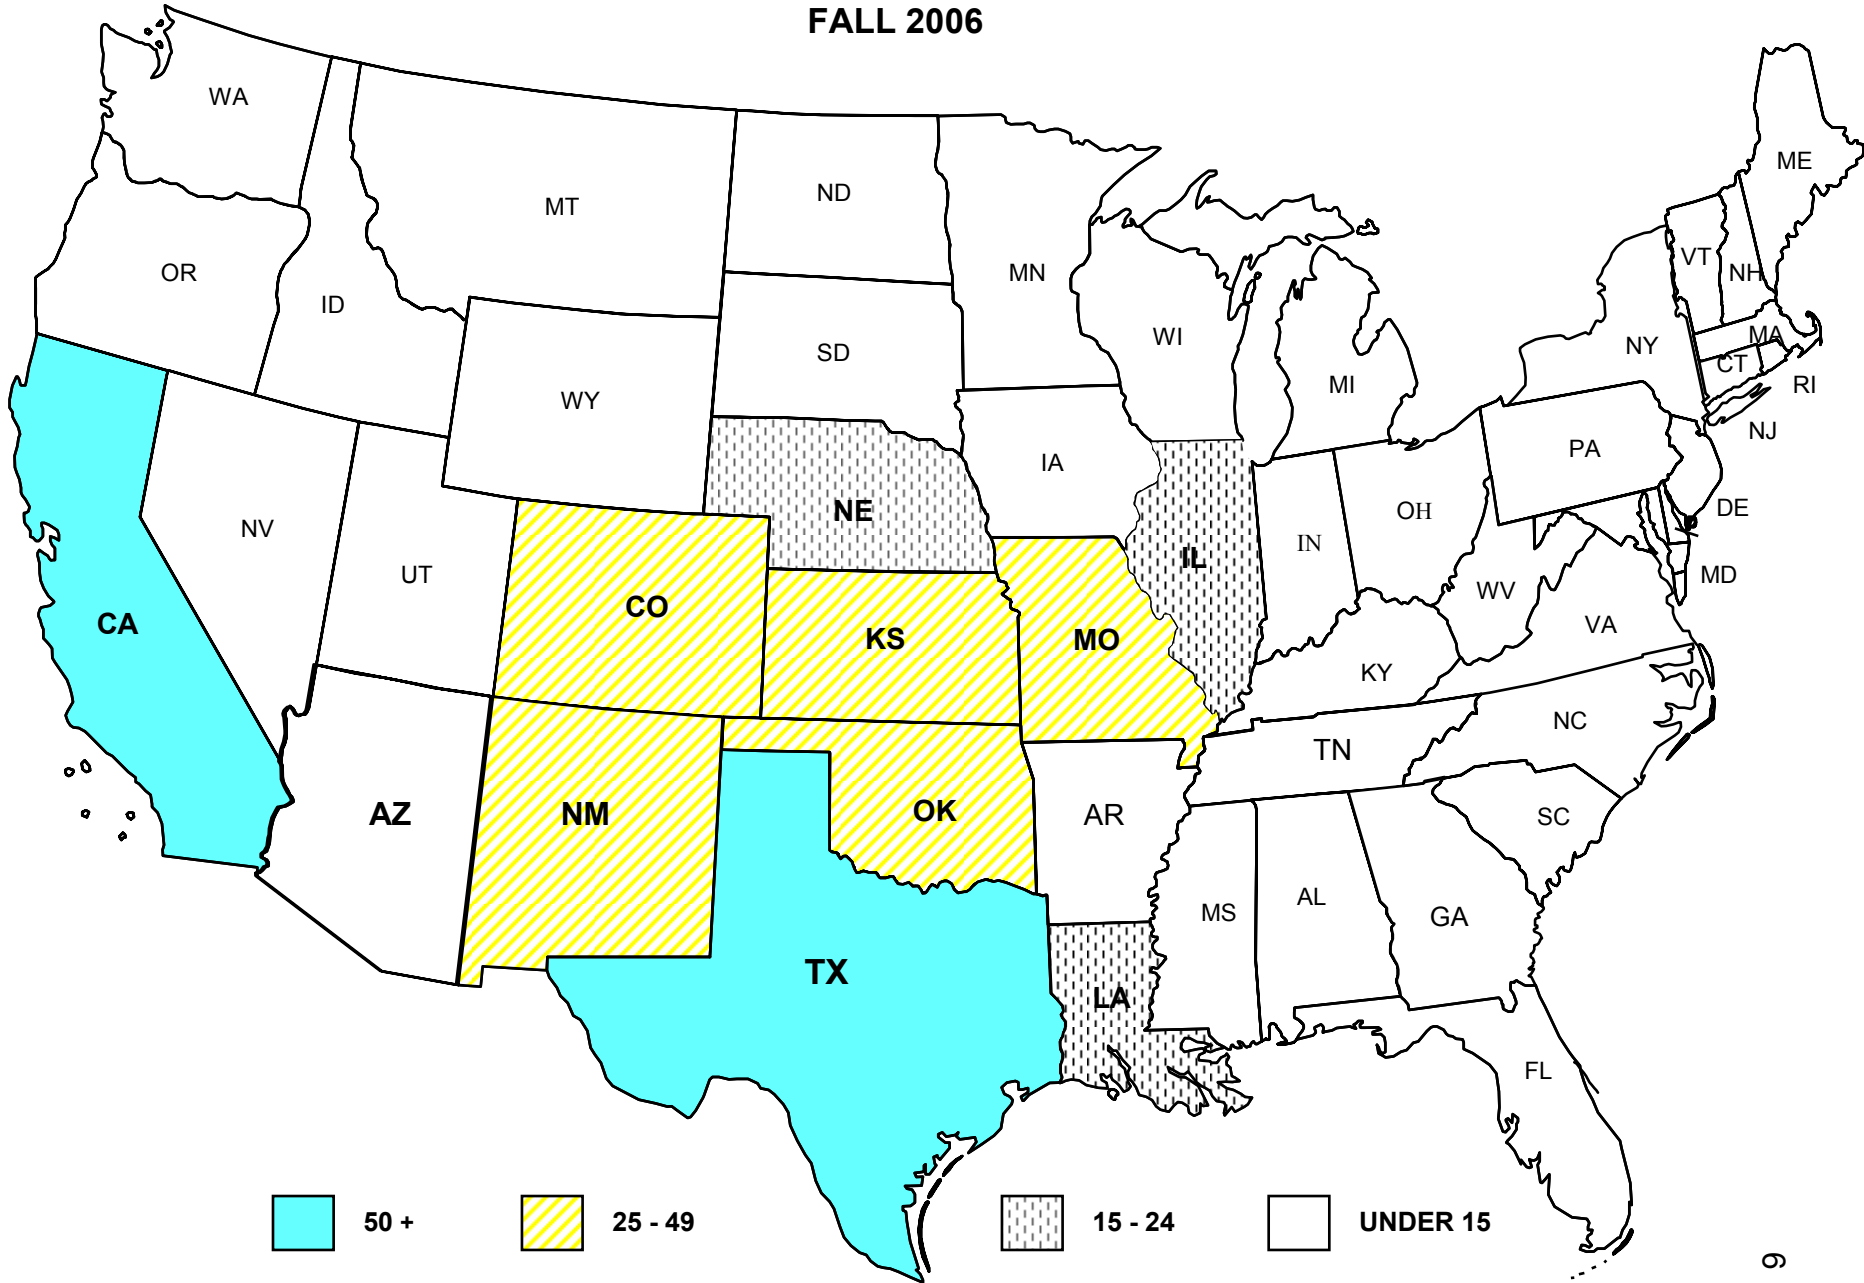 FALL 2006
WA
MT
ND
MN
ME
OR
ID
SD
WI
MI
NY
VT
NH
MA
CT
RI
NJ
WY
NE
IA
IL
IN
OH
PA
DE
MD
WV
VA
NV
UT
CO
KS
MO
KY
CA
NC
TN
AZ
NM
OK
AR
SC
MS
AL
GA
TX
LA
FL
50 +
25 - 49
15 - 24
UNDER 15
6